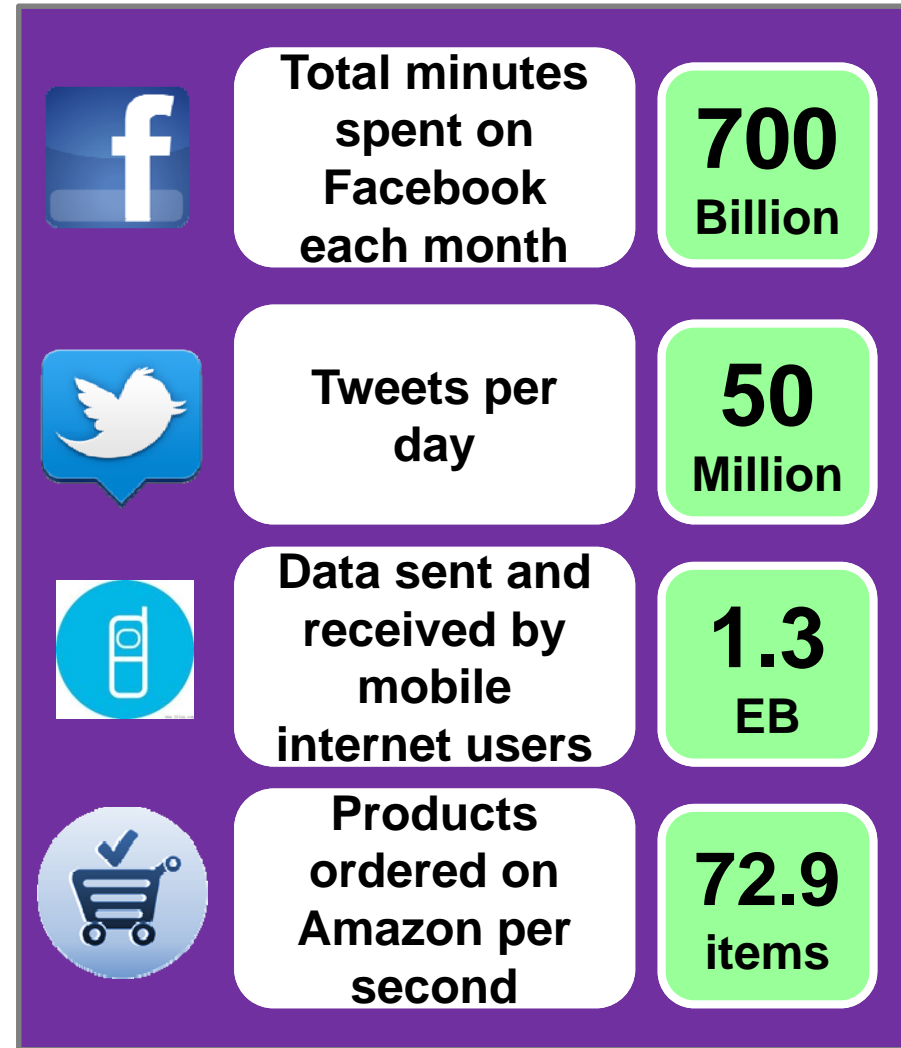 Total minutes
spent on
Facebook
each month
700
Billion
Tweets per
day
50
Million
Data sent and
received by
mobile
internet users
1.3
EB
Products
ordered on
Amazon per
second
72.9
items